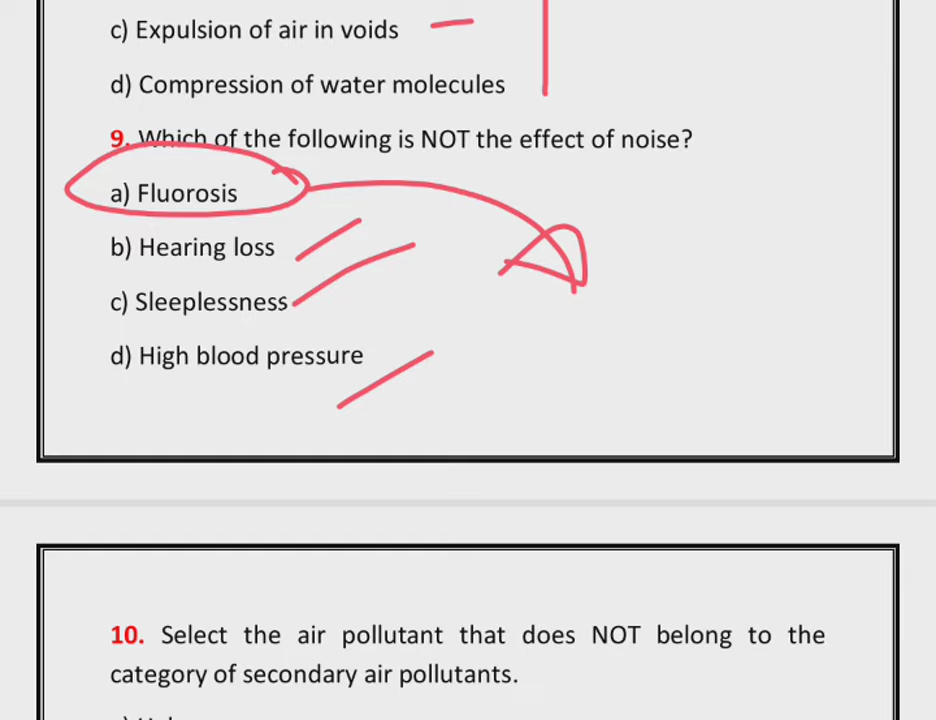 c) Expulsion of air in voids
d) Compression of water molecules
9. Which of the following is NOT the effect of noise?
a) Fluorosis
b) Hearing loss
c) Sleeplessness
d) High blood pressure
10. Select the air pollutant that does NOT belong to the
category of secondary air pollutants.